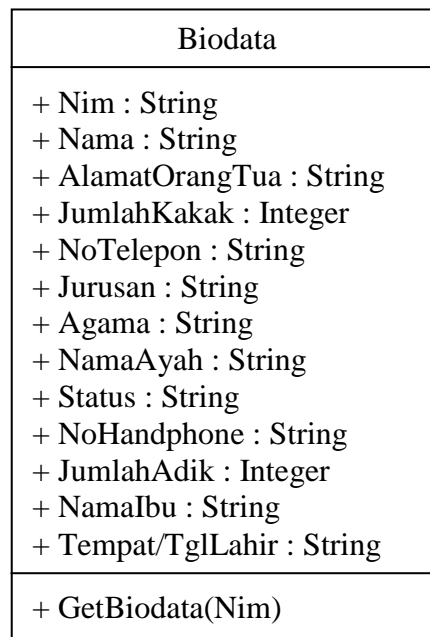 Biodata
+ Nim : String
+ Nama : String
+ AlamatOrangTua : String
+ JumlahKakak : Integer
+ NoTelepon : String
+ Jurusan : String
+ Agama : String
+ NamaAyah : String
+ Status : String
+ NoHandphone : String
+ JumlahAdik : Integer
+ NamaIbu : String
+ Tempat/TglLahir : String
+ GetBiodata(Nim)